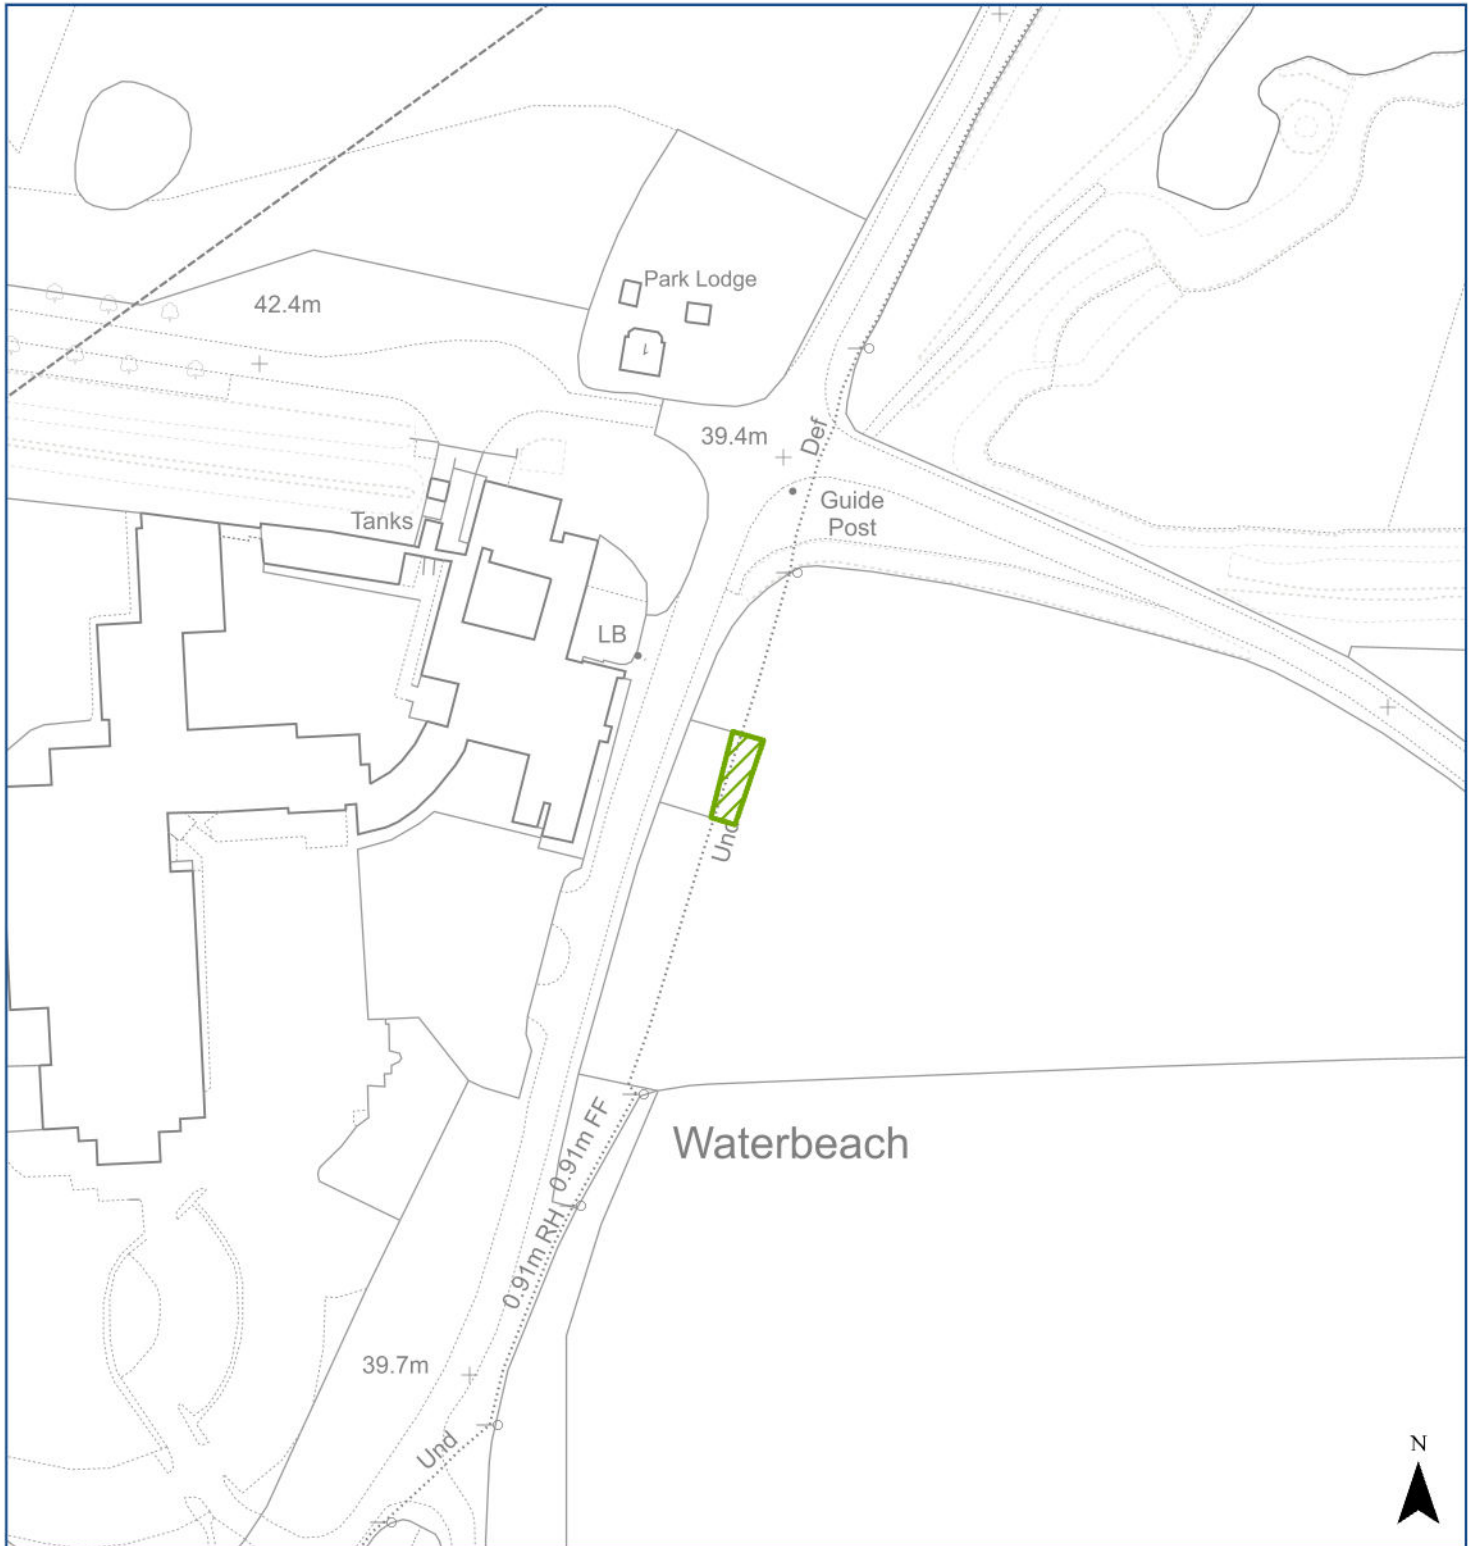 Park Lodge
42.4m
1
39.4m
Def
Guide
Post
Tanks
LB
Und
0.91m FF
Waterbeach
0.91m RH
39.7m
Und
N